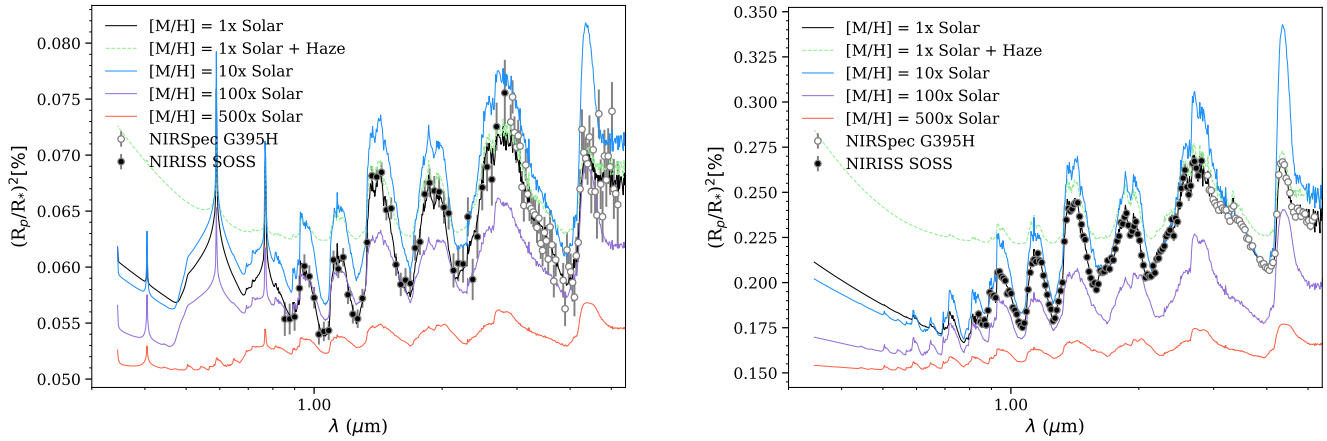 [M/H] = 1x Solar
[M/H] = 1x Solar + Haze
[M/H] = 10x Solar
[M/H] = 100x Solar
[M/H] = 500x Solar
NIRSpec G395H
NIRISS SOSS
0.080
0.075
0.070
0.065
0.060
0.055
0.050
(Rp/R*)²[%]
1.00
λ (μm)
[M/H] = 1x Solar
[M/H] = 1x Solar + Haze
[M/H] = 10x Solar
[M/H] = 100x Solar
[M/H] = 500x Solar
NIRSpec G395H
NIRISS SOSS
0.350
0.325
0.300
0.275
0.250
0.225
0.200
0.175
0.150
(Rp/R*)²[%]
1.00
λ (μm)